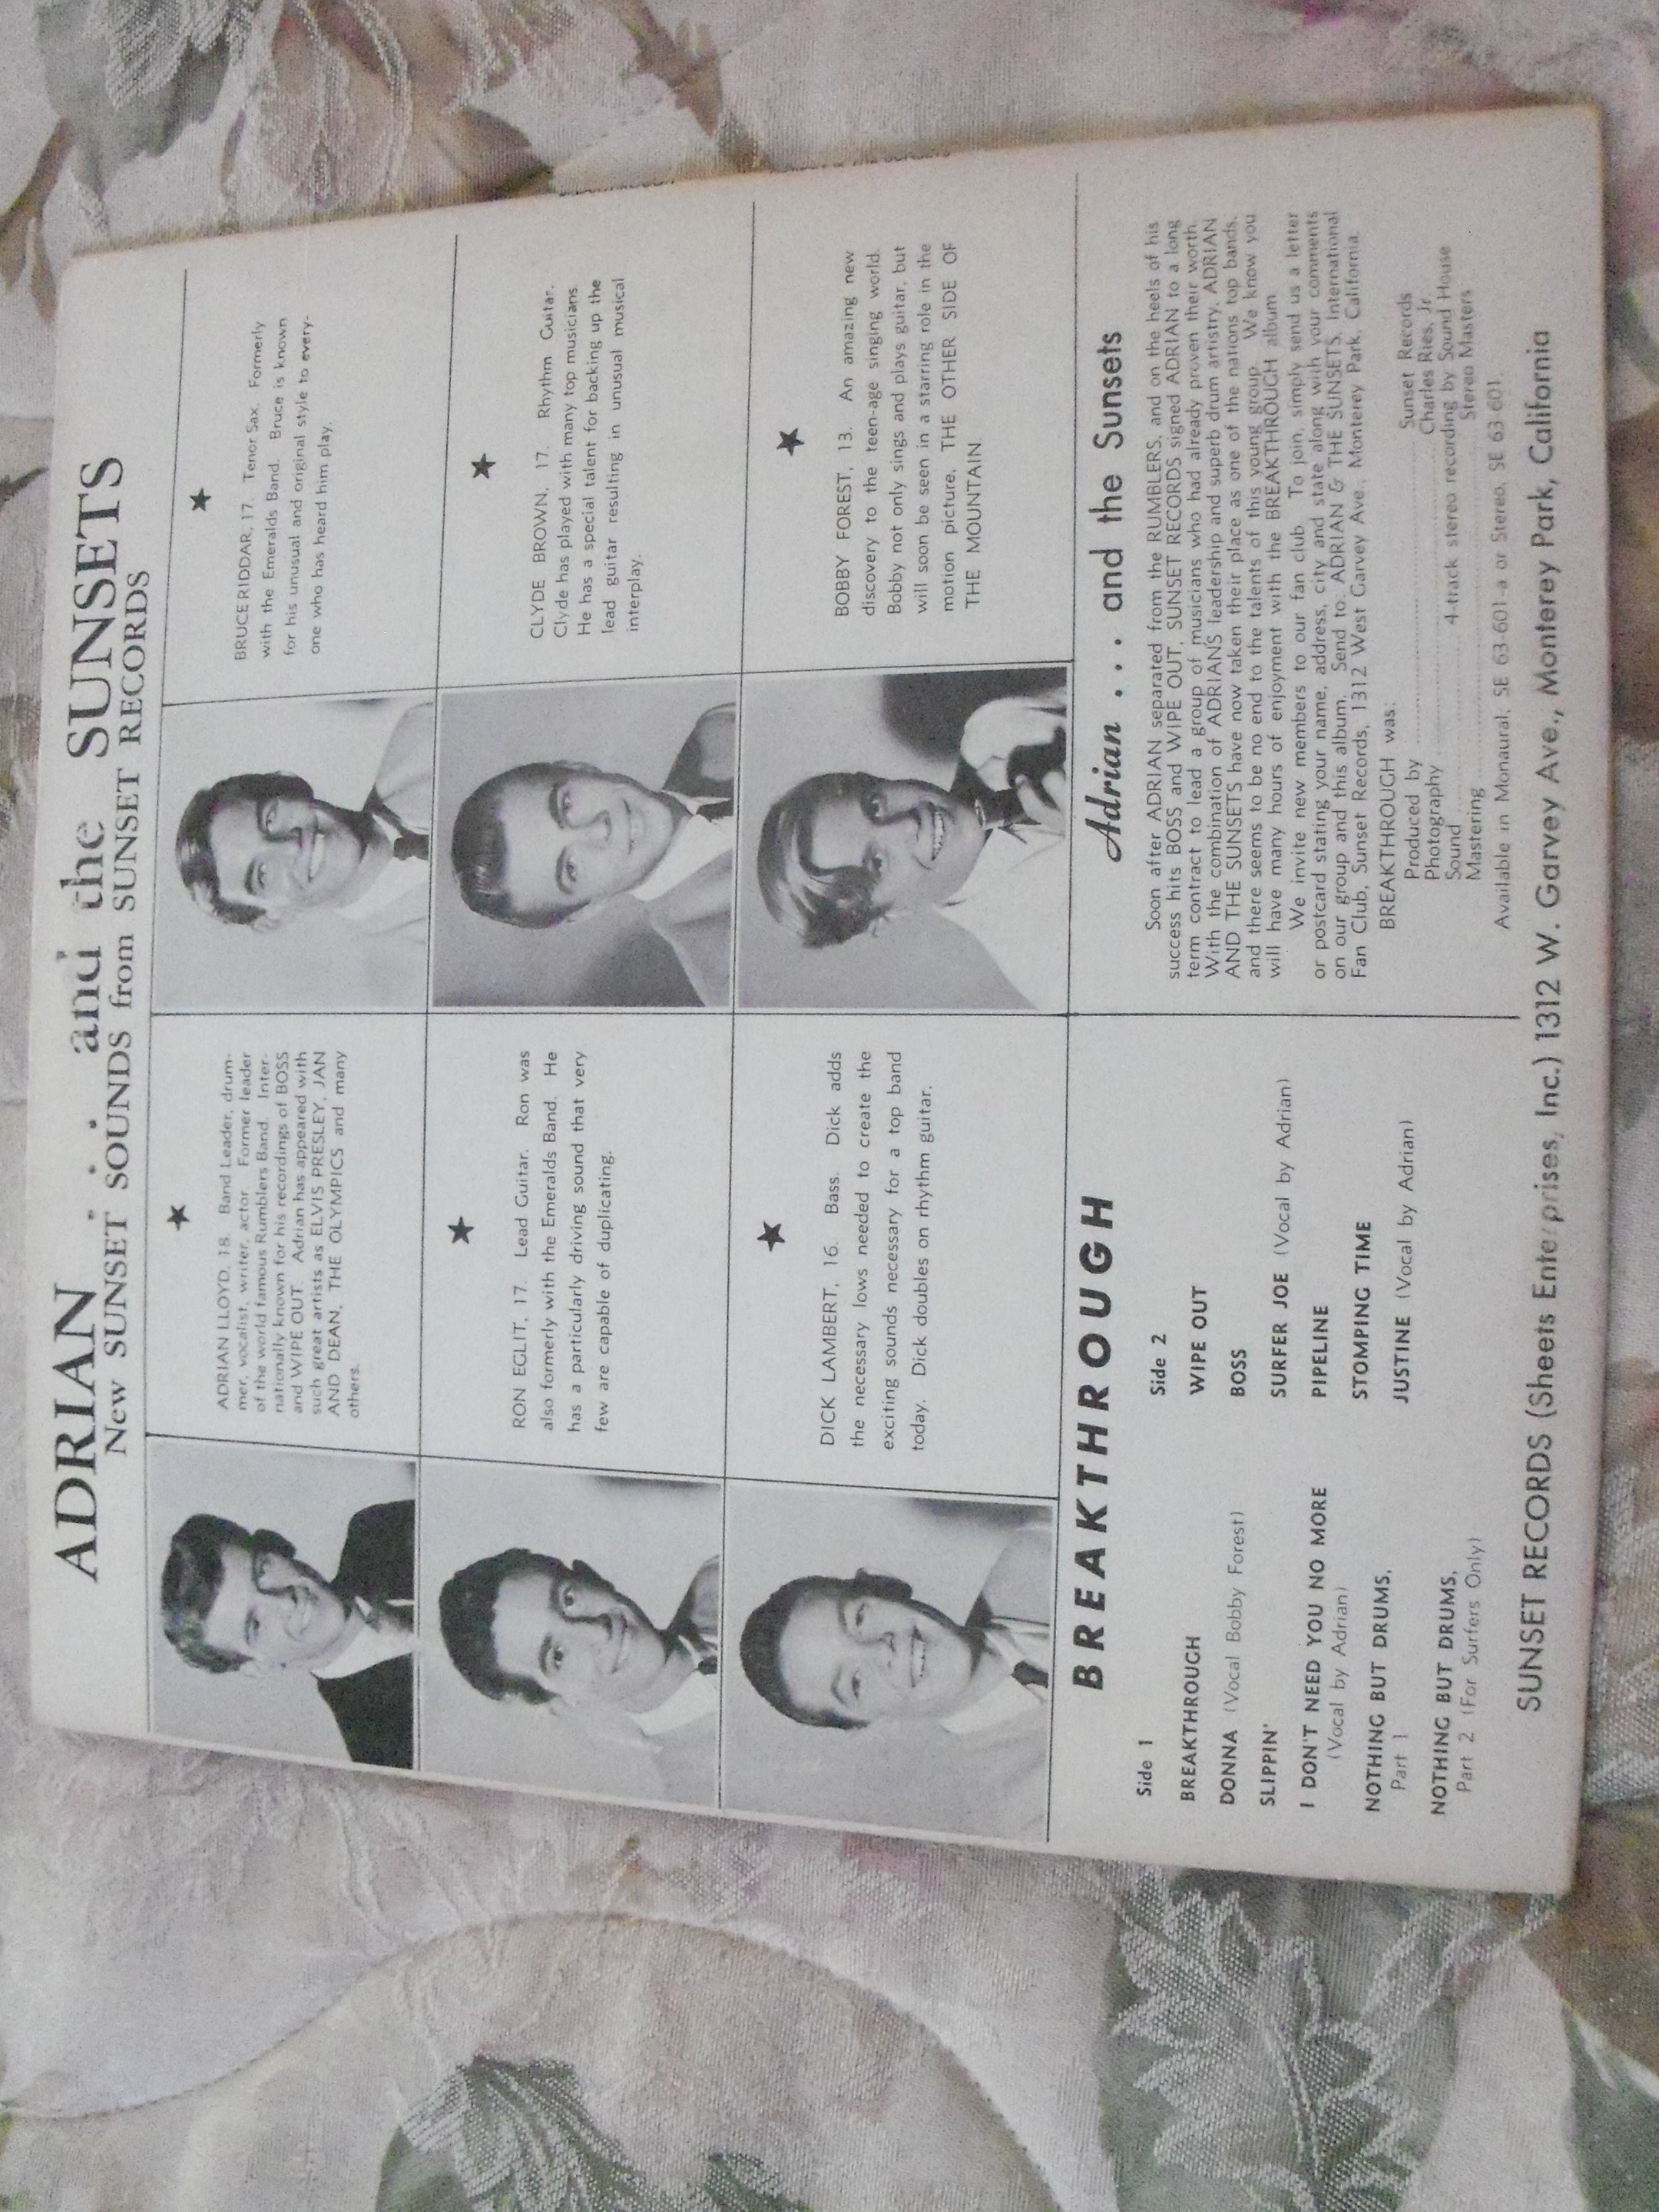 ADRIAN . . . and the SUNSETS
New SUNSET SOUNDS from SUNSET RECORDS
ADRIAN LLOYD, 18. Band Leader, drum-
mer, vocalist, writer, actor. Former leader
of the world famous Rumblers Band. Inter-
nationally known for his recordings of BOSS
and WIPE OUT. Adrian has appeared with
such great artists as ELVIS PRESLEY, JAN
AND DEAN, THE OLYMPICS and many
others.
BRUCE RIDDAR, 17. Tenor Sax. Formerly
with the Emeralds Band. Bruce is known
for his unusual and original style to every-
one who has heard him play.
RON EGLIT, 17. Lead Guitar. Ron was
also formerly with the Emeralds Band. He
has a particularly driving sound that very
few are capable of duplicating.
CLYDE BROWN, 17. Rhythm Guitar.
Clyde has played with many top musicians.
He has a special talent for backing up the
lead guitar resulting in unusual musical
interplay.
DICK LAMBERT, 16. Bass. Dick adds
the necessary lows needed to create the
exciting sounds necessary for a top band
today. Dick doubles on rhythm guitar.
BOBBY FOREST, 13. An amazing new
discovery to the teen-age singing world.
Bobby not only sings and plays guitar, but
will soon be seen in a starring role in the
motion picture, THE OTHER SIDE OF
THE MOUNTAIN.
BREAKTHROUGH
Side 1
BREAKTHROUGH
DONNA (Vocal Bobby Forest)
SLIPPIN'
I DON'T NEED YOU NO MORE
(Vocal by Adrian)
NOTHING BUT DRUMS,
Part 1
NOTHING BUT DRUMS,
Part 2 (For Surfers Only)
Side 2
WIPE OUT
BOSS
SURFER JOE (Vocal by Adrian)
PIPELINE
STOMPING TIME
JUSTINE (Vocal by Adrian)
Adrian . . . and the Sunsets
Soon after ADRIAN separated from the RUMBLERS, and on the heels of his
success hits BOSS and WIPE OUT, SUNSET RECORDS signed ADRIAN to a long
term contract to lead a group of musicians who had already proven their worth.
With the combination of ADRIANS leadership and superb drum artistry, ADRIAN
AND THE SUNSETS have now taken their place as one of the nations top bands,
and there seems to be no end to the talents of this young group. We know you
will have many hours of enjoyment with the BREAKTHROUGH album.
We invite new members to our fan club. To join, simply send us a letter
or postcard stating your name, address, city and state along with your comments
on our group and this album. Send to: ADRIAN & THE SUNSETS, International
Fan Club, Sunset Records, 1312 West Garvey Ave., Monterey Park, California.
BREAKTHROUGH was:
Produced by ........ Sunset Records
Photography ........ Charles Ries, Jr.
Sound ........ 4-track stereo recording by Sound House
Mastering ........ Stereo Masters
Available in Monaural, SE 63-601-a or Stereo, SE 63 601.
SUNSET RECORDS (Sheets Enterprises, Inc.) 1312 W. Garvey Ave., Monterey Park, California